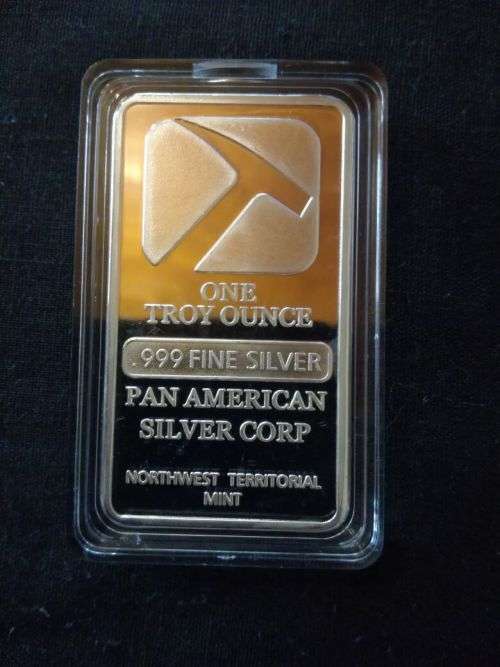 ONE
TROY OUNCE
.999 FINE SILVER
PAN AMERICAN
SILVER CORP
NORTHWEST TERRITORIAL
MINT